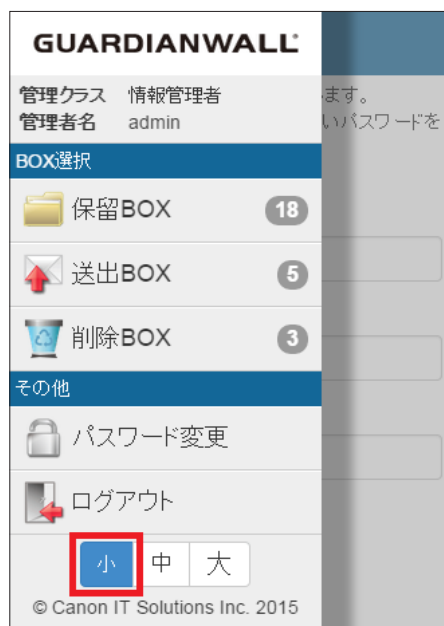 GUARDIANWALL
管理クラス 情報管理者
ます。
管理者名 admin
いパスワードを
BOX選択
保留BOX 18
送出BOX 5
削除BOX 3
その他
パスワード変更
ログアウト
小 中 大
© Canon IT Solutions Inc. 2015